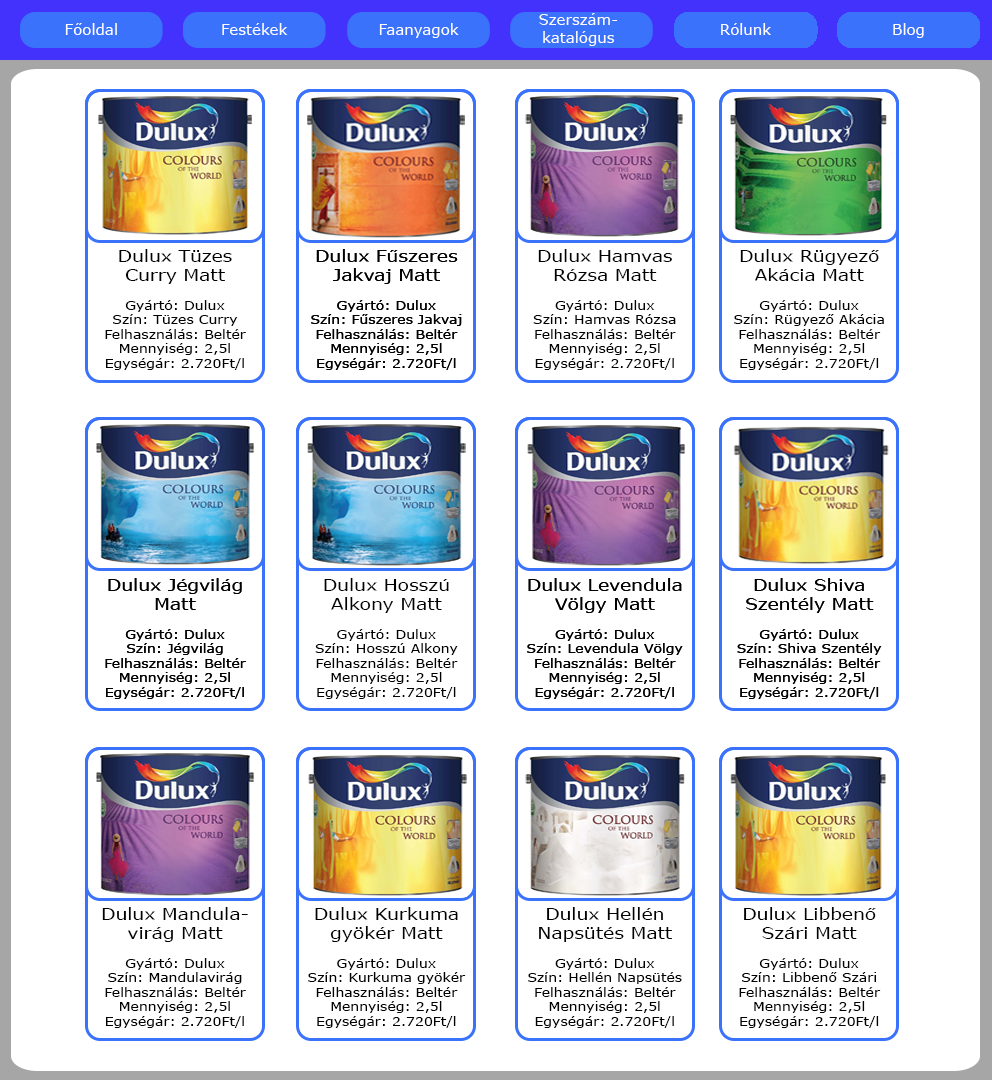 Főoldal
Festékek
Faanyagok
Szerszám-
katalógus
Rólunk
Blog
Dulux
COLOURS
OF THE
WORLD
Dulux Tüzes
Curry Matt
Gyártó: Dulux
Szín: Tüzes Curry
Felhasználás: Beltér
Mennyiség: 2,5l
Egységár: 2.720Ft/l
Dulux
COLOURS
OF THE
WORLD
Dulux Fűszeres
Jakvaj Matt
Gyártó: Dulux
Szín: Fűszeres Jakvaj
Felhasználás: Beltér
Mennyiség: 2,5l
Egységár: 2.720Ft/l
Dulux
COLOURS
OF THE
WORLD
Dulux Hamvas
Rózsa Matt
Gyártó: Dulux
Szín: Hamvas Rózsa
Felhasználás: Beltér
Mennyiség: 2,5l
Egységár: 2.720Ft/l
Dulux
COLOURS
OF THE
WORLD
Dulux Rügyező
Akácia Matt
Gyártó: Dulux
Szín: Rügyező Akácia
Felhasználás: Beltér
Mennyiség: 2,5l
Egységár: 2.720Ft/l
Dulux
COLOURS
OF THE
WORLD
Dulux Jégvilág
Matt
Gyártó: Dulux
Szín: Jégvilág
Felhasználás: Beltér
Mennyiség: 2,5l
Egységár: 2.720Ft/l
Dulux
COLOURS
OF THE
WORLD
Dulux Hosszú
Alkony Matt
Gyártó: Dulux
Szín: Hosszú Alkony
Felhasználás: Beltér
Mennyiség: 2,5l
Egységár: 2.720Ft/l
Dulux
COLOURS
OF THE
WORLD
Dulux Levendula
Völgy Matt
Gyártó: Dulux
Szín: Levendula Völgy
Felhasználás: Beltér
Mennyiség: 2,5l
Egységár: 2.720Ft/l
Dulux
COLOURS
OF THE
WORLD
Dulux Shiva
Szentély Matt
Gyártó: Dulux
Szín: Shiva Szentély
Felhasználás: Beltér
Mennyiség: 2,5l
Egységár: 2.720Ft/l
Dulux
COLOURS
OF THE
WORLD
Dulux Mandula-
virág Matt
Gyártó: Dulux
Szín: Mandulavirág
Felhasználás: Beltér
Mennyiség: 2,5l
Egységár: 2.720Ft/l
Dulux
COLOURS
OF THE
WORLD
Dulux Kurkuma
gyökér Matt
Gyártó: Dulux
Szín: Kurkuma gyökér
Felhasználás: Beltér
Mennyiség: 2,5l
Egységár: 2.720Ft/l
Dulux
COLOURS
OF THE
WORLD
Dulux Hellén
Napsütés Matt
Gyártó: Dulux
Szín: Hellén Napsütés
Felhasználás: Beltér
Mennyiség: 2,5l
Egységár: 2.720Ft/l
Dulux
COLOURS
OF THE
WORLD
Dulux Libbenő
Szári Matt
Gyártó: Dulux
Szín: Libbenő Szári
Felhasználás: Beltér
Mennyiség: 2,5l
Egységár: 2.720Ft/l